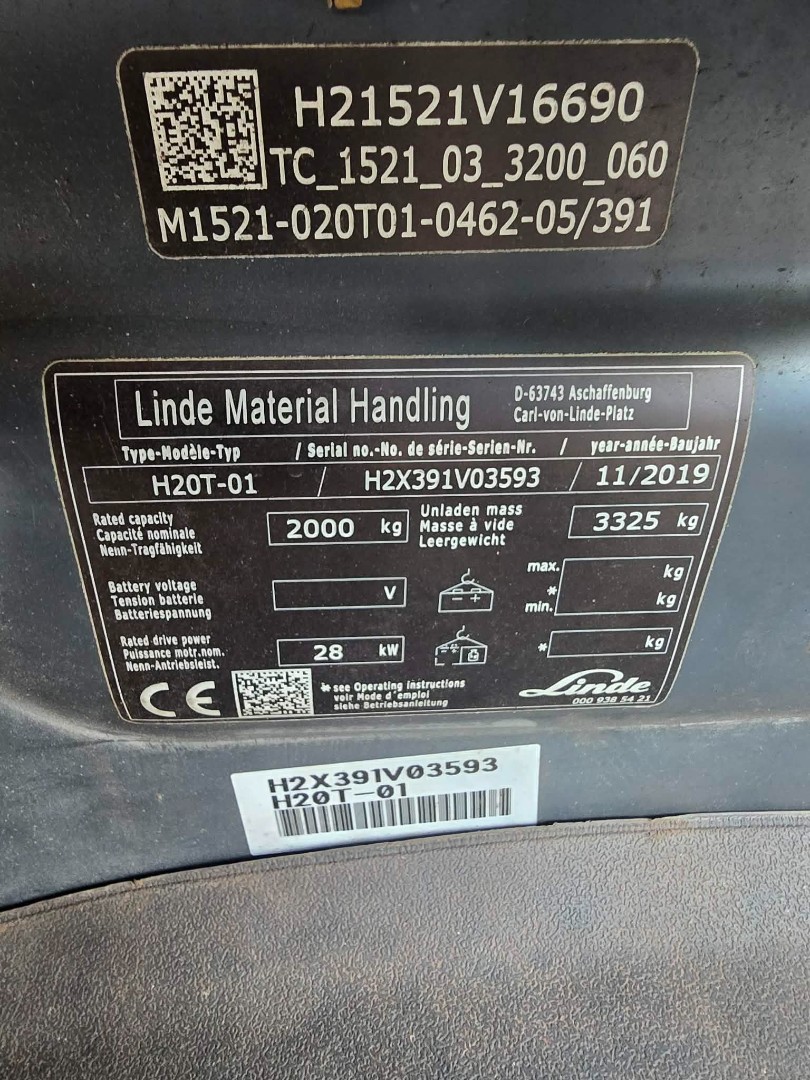 H21521V16690
TC_1521_03_3200_060
M1521-020T01-0462-05/391
Linde Material Handling
D-63743 Aschaffenburg
Carl-von-Linde-Platz
Type-Modèle-Typ / Serial no.-No. de série-Serien-Nr. / year-année-Baujahr
H20T-01 / H2X391V03593 / 11/2019
Rated capacity
Capacité nominale
Nenn-Tragfähigkeit
2000 kg
Unladen mass
Masse à vide
Leergewicht
3325 kg
Battery voltage
Tension batterie
Batteriespannung
V
max. kg
*
min. kg
Rated drive power
Puissance motr.nom.
Nenn-Antriebsleist.
28 kW
* kg
CE
* see Operating instructions
voir Mode d'emploi
siehe Betriebsanleitung
Linde
000 938 54 21
H2X391V03593
H20T-01